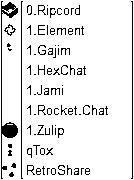 0.Ripcord
1.Element
1.Gajim
1.HexChat
1.Jami
1.Rocket.Chat
1.Zulip
qTox
RetroShare